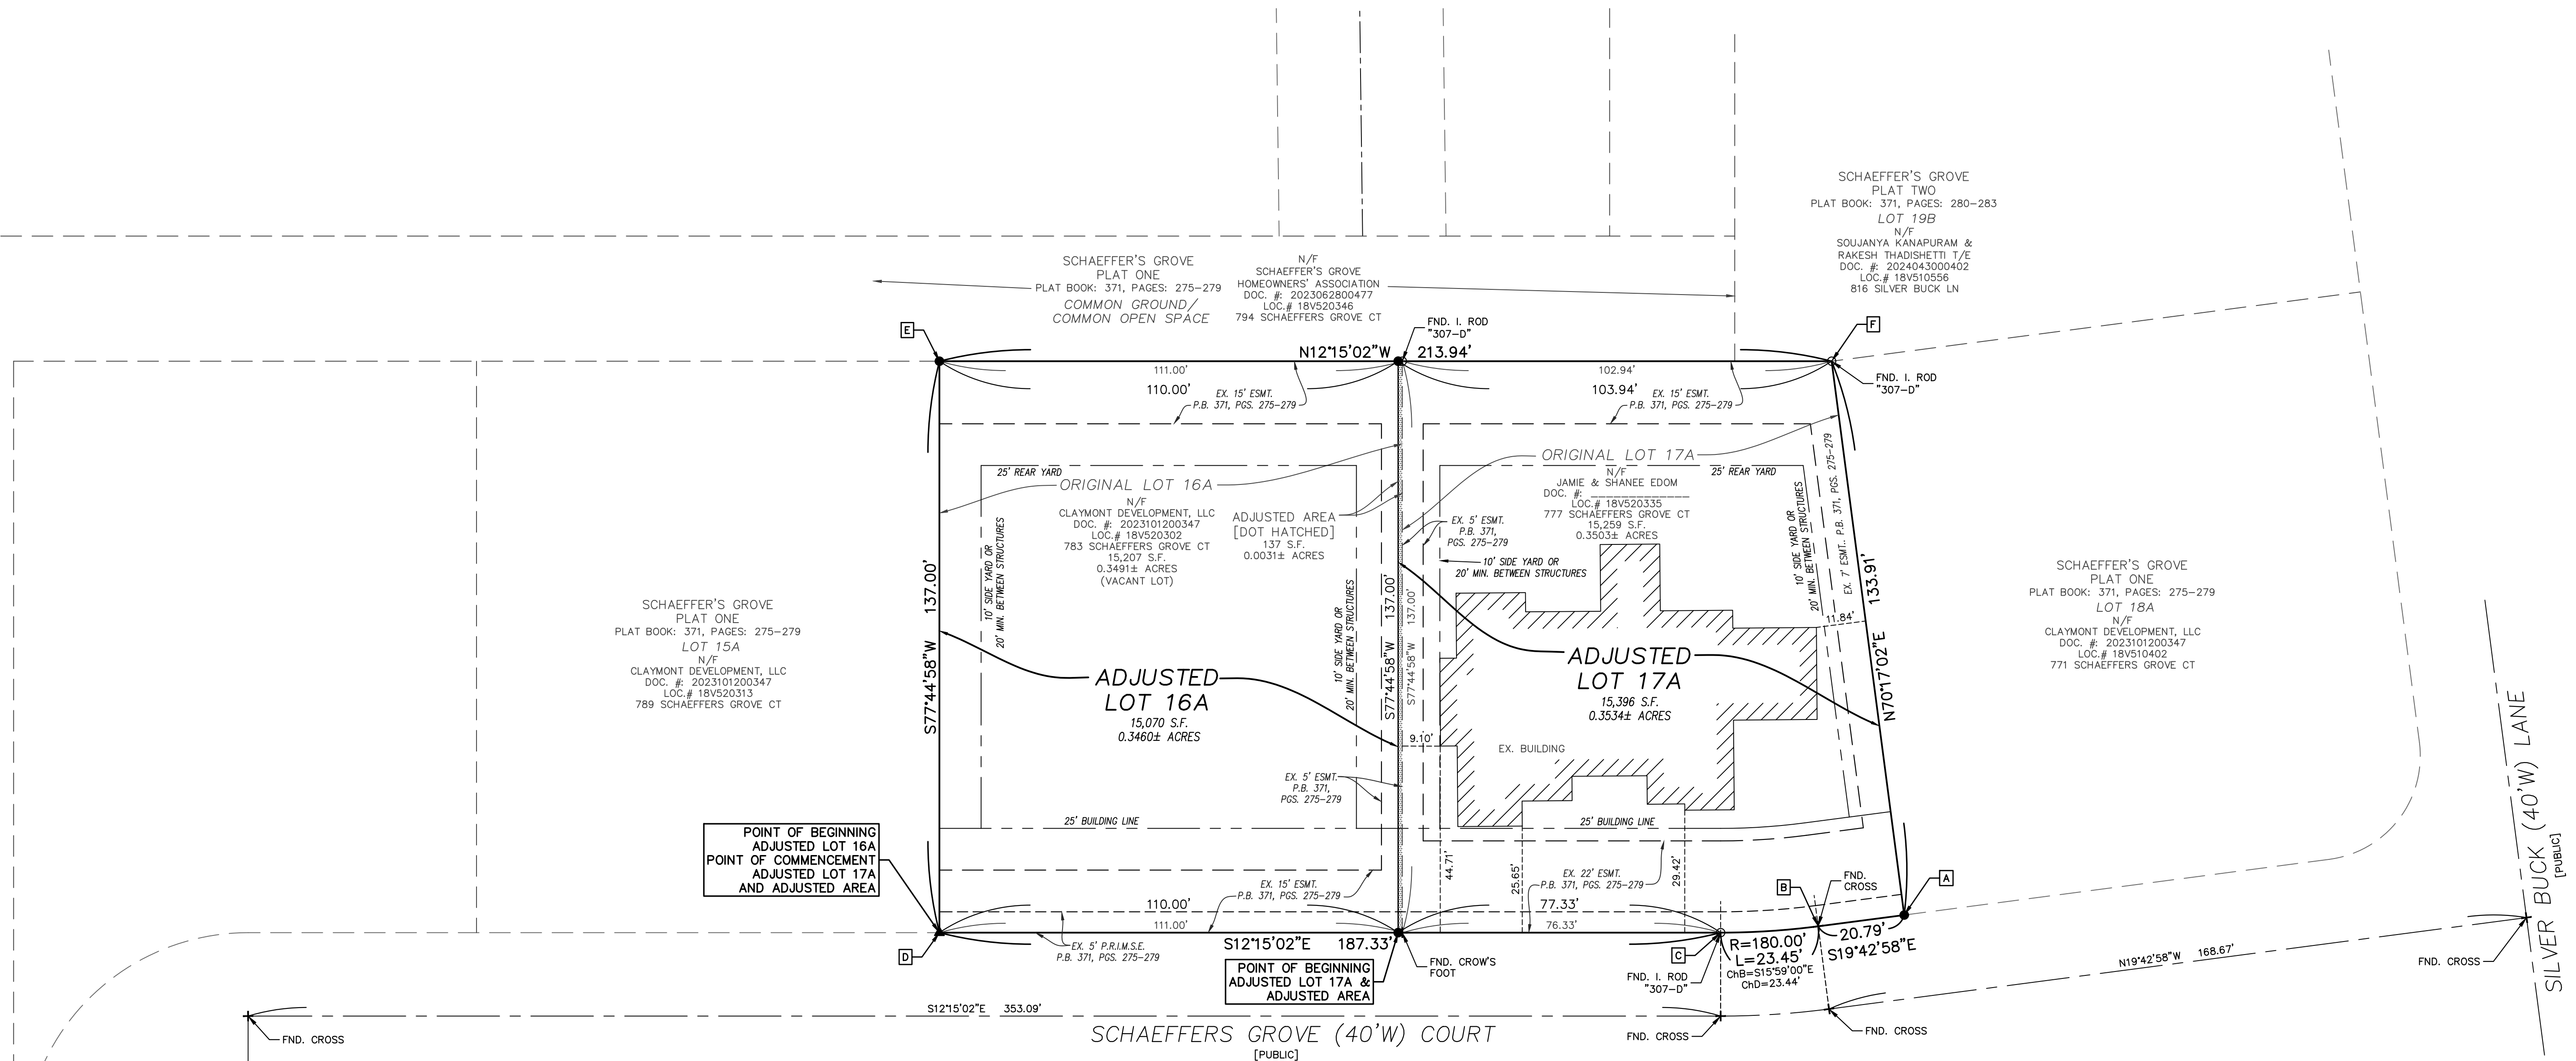 SCHAEFFER'S GROVE
PLAT TWO
PLAT BOOK: 371, PAGES: 280-283
LOT 19B
N/F
SOUJANYA KANAPURAM &
RAKESH THADISHETTI T/E
DOC. #: 2024043000402
LOC.# 18V510556
816 SILVER BUCK LN
SCHAEFFER'S GROVE
PLAT ONE
PLAT BOOK: 371, PAGES: 275-279
COMMON GROUND/
COMMON OPEN SPACE
N/F
SCHAEFFER'S GROVE
HOMEOWNERS' ASSOCIATION
DOC. #: 2023062800477
LOC.# 18V520346
794 SCHAEFFERS GROVE CT
E
FND. I. ROD
"307-D"
F
FND. I. ROD
"307-D"
N12°15'02"W 213.94'
111.00'
110.00'
102.94'
103.94'
EX. 15' ESMT.
P.B. 371, PGS. 275-279
EX. 15' ESMT.
P.B. 371, PGS. 275-279
25' REAR YARD
25' REAR YARD
ORIGINAL LOT 16A
N/F
CLAYMONT DEVELOPMENT, LLC
DOC. #: 2023101200347
LOC.# 18V520302
783 SCHAEFFERS GROVE CT
15,207 S.F.
0.3491± ACRES
(VACANT LOT)
ADJUSTED AREA
[DOT HATCHED]
137 S.F.
0.0031± ACRES
ORIGINAL LOT 17A
N/F
JAMIE & SHANEE EDOM
DOC. #: ______________
LOC.# 18V520335
777 SCHAEFFERS GROVE CT
15,259 S.F.
0.3503± ACRES
EX. 5' ESMT.
P.B. 371,
PGS. 275-279
10' SIDE YARD OR
20' MIN. BETWEEN STRUCTURES
10' SIDE YARD OR
20' MIN. BETWEEN STRUCTURES
10' SIDE YARD OR
20' MIN. BETWEEN STRUCTURES
10' SIDE YARD OR
20' MIN. BETWEEN STRUCTURES
EX. 7' ESMT. P.B. 371, PGS. 275-279
S77°44'58"W 137.00'
S77°44'58"W 137.00'
S77°44'58"W 137.00'
N70°17'02"E 133.91'
11.84'
9.10'
ADJUSTED
LOT 16A
15,070 S.F.
0.3460± ACRES
ADJUSTED
LOT 17A
15,396 S.F.
0.3534± ACRES
EX. BUILDING
SCHAEFFER'S GROVE
PLAT ONE
PLAT BOOK: 371, PAGES: 275-279
LOT 15A
N/F
CLAYMONT DEVELOPMENT, LLC
DOC. #: 2023101200347
LOC.# 18V520313
789 SCHAEFFERS GROVE CT
SCHAEFFER'S GROVE
PLAT ONE
PLAT BOOK: 371, PAGES: 275-279
LOT 18A
N/F
CLAYMONT DEVELOPMENT, LLC
DOC. #: 2023101200347
LOC.# 18V510402
771 SCHAEFFERS GROVE CT
EX. 5' ESMT.
P.B. 371,
PGS. 275-279
25' BUILDING LINE
25' BUILDING LINE
POINT OF BEGINNING
ADJUSTED LOT 16A
POINT OF COMMENCEMENT
ADJUSTED LOT 17A
AND ADJUSTED AREA
44.71'
25.65'
29.42'
EX. 15' ESMT.
P.B. 371, PGS. 275-279
EX. 22' ESMT.
P.B. 371, PGS. 275-279
B
FND.
CROSS
A
110.00'
111.00'
77.33'
76.33'
D
EX. 5' P.R.I.M.S.E.
P.B. 371, PGS. 275-279
S12°15'02"E 187.33'
FND. CROW'S
FOOT
POINT OF BEGINNING
ADJUSTED LOT 17A &
ADJUSTED AREA
C
FND. I. ROD
"307-D"
R=180.00'
L=23.45'
ChB=S15°59'00"E
ChD=23.44'
20.79'
S19°42'58"E
N19°42'58"W 168.67'
FND. CROSS
S12°15'02"E 353.09'
FND. CROSS
FND. CROSS
FND. CROSS
SCHAEFFERS GROVE (40'W) COURT
[PUBLIC]
SILVER BUCK (40'W) LANE
[PUBLIC]